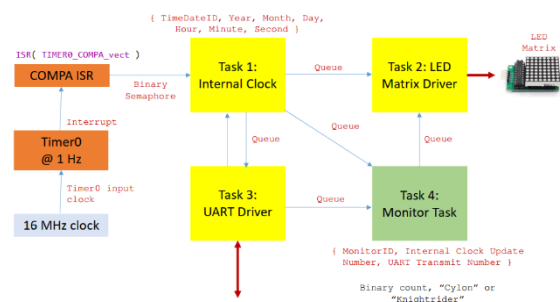 { TimeDateID, Year, Month, Day,
Hour, Minute, Second }
LED
Matrix
ISR( TIMER0_COMPA_vect )
COMPA ISR
Binary
Semaphore
Task 1:
Internal Clock
Queue
Task 2: LED
Matrix Driver
Interrupt
Timer0
@ 1 Hz
Queue
Queue
Queue
Timer0 input
clock
16 MHz clock
Task 3:
UART Driver
Queue
Task 4:
Monitor Task
{ MonitorID, Internal Clock Update
Number, UART Transmit Number }
Binary count, “Cylon” or
“Knightrider”